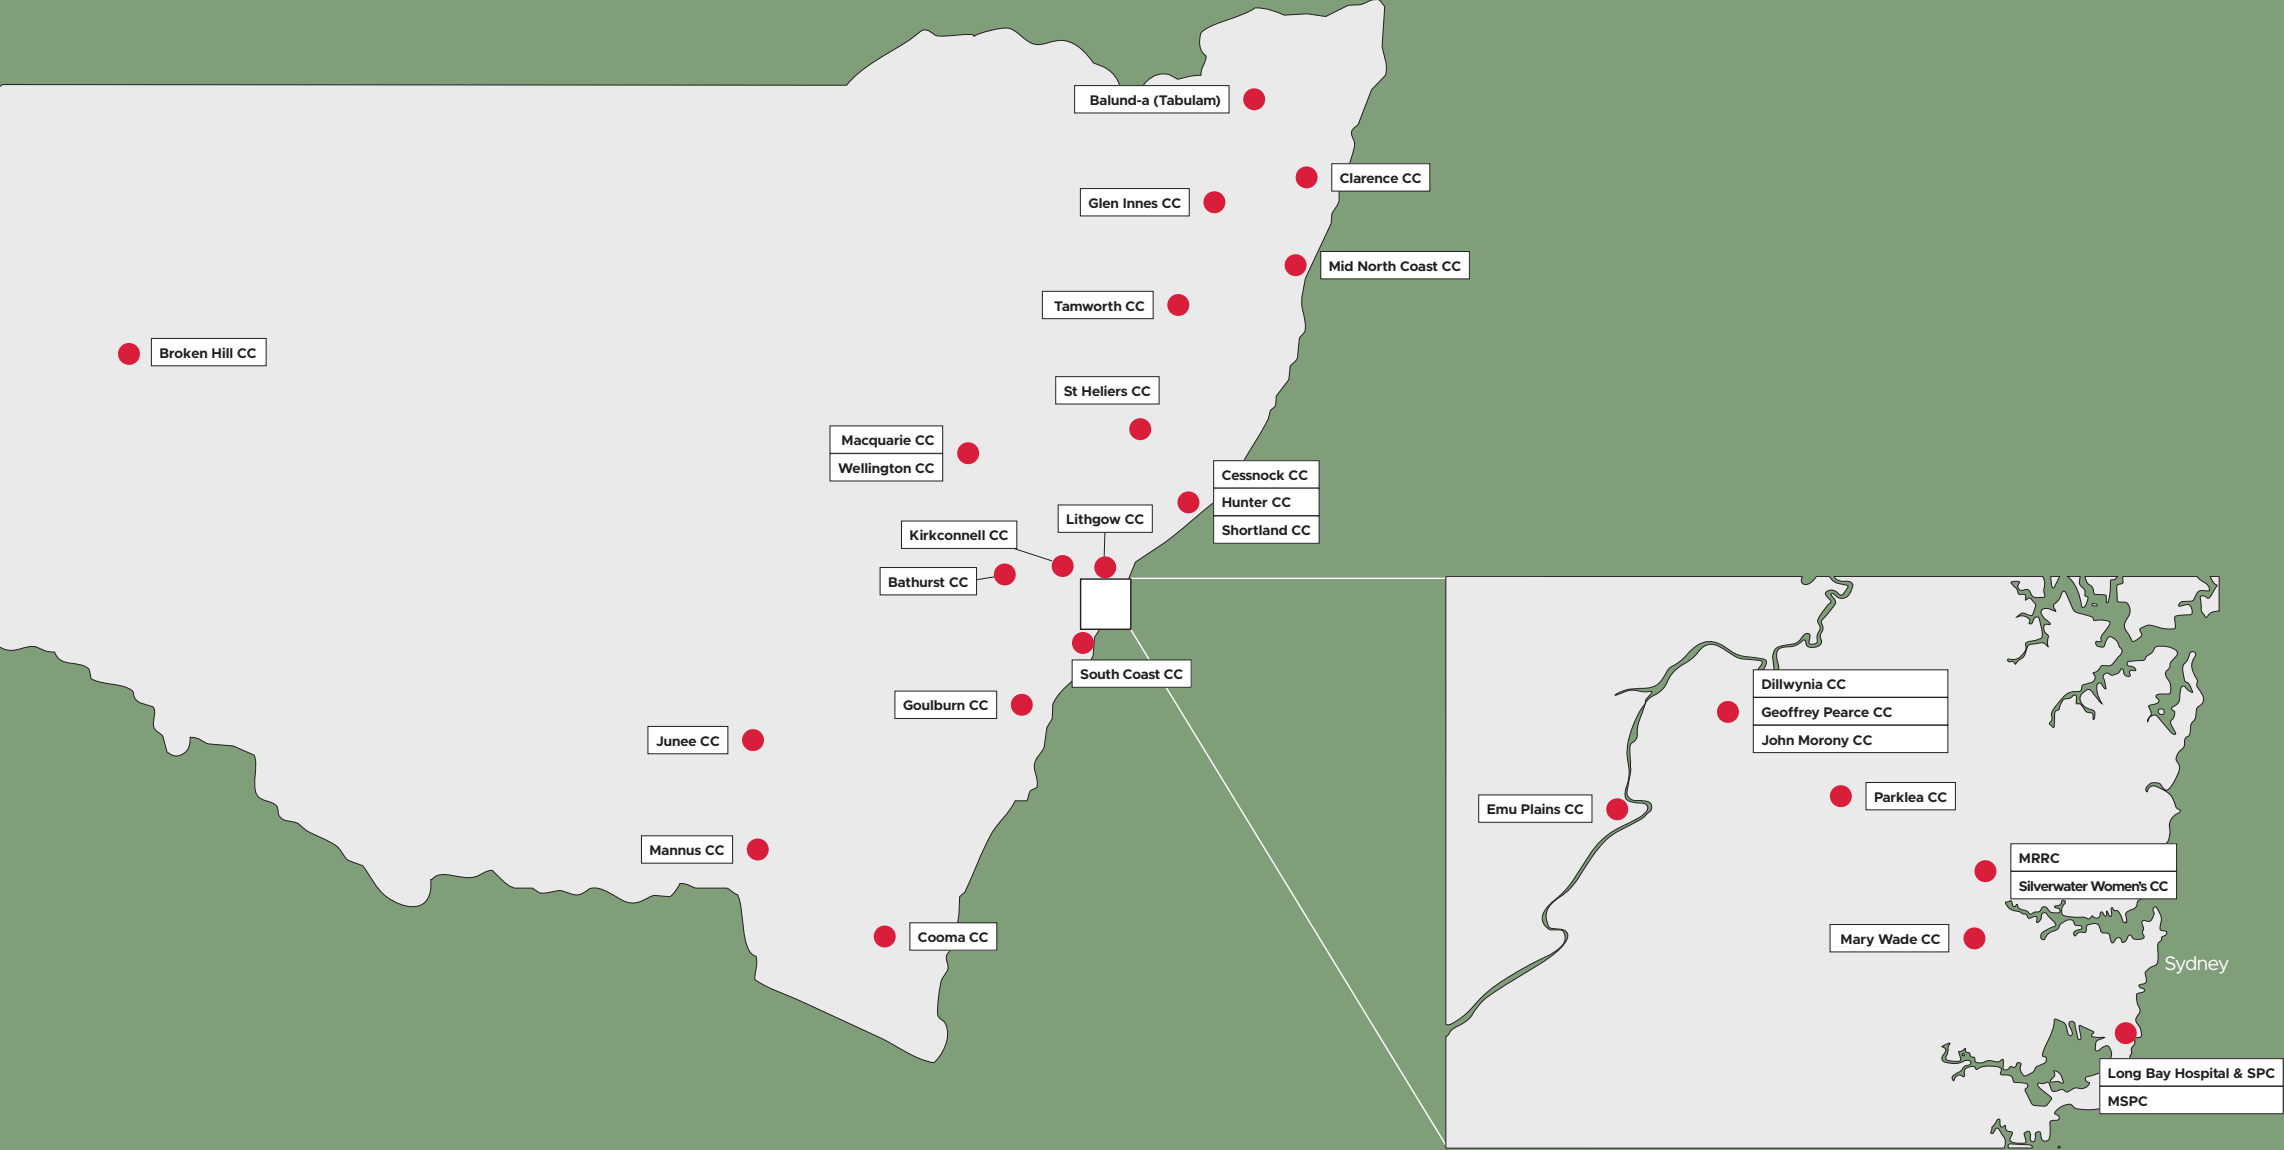 Balund-a (Tabulam)
Clarence CC
Glen Innes CC
Mid North Coast CC
Tamworth CC
Broken Hill CC
St Heliers CC
Macquarie CC
Wellington CC
Cessnock CC
Hunter CC
Shortland CC
Lithgow CC
Kirkconnell CC
Bathurst CC
South Coast CC
Goulburn CC
Junee CC
Mannus CC
Cooma CC
Dillwynia CC
Geoffrey Pearce CC
John Morony CC
Parklea CC
Emu Plains CC
MRRC
Silverwater Women's CC
Mary Wade CC
Sydney
Long Bay Hospital & SPC
MSPC